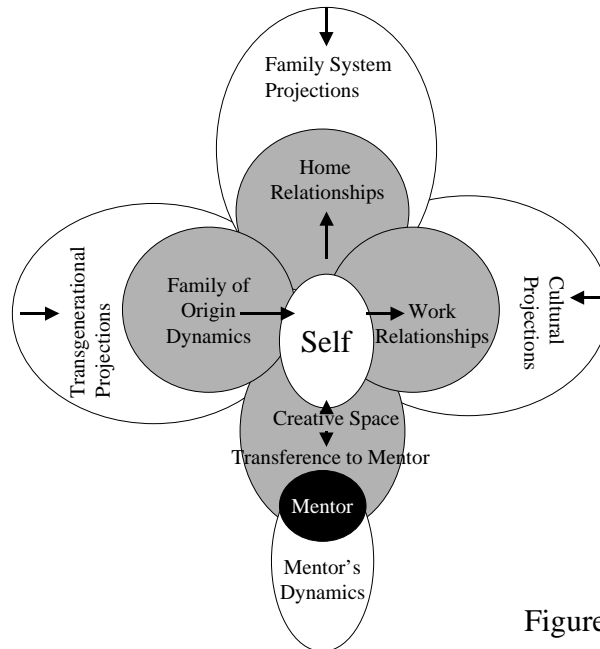 Family System
Projections
Home
Relationships
Transgenerational
Projections
Family of
Origin
Dynamics
Self
Work
Relationships
Cultural
Projections
Creative Space
Transference to Mentor
Mentor
Mentor's
Dynamics
Figure